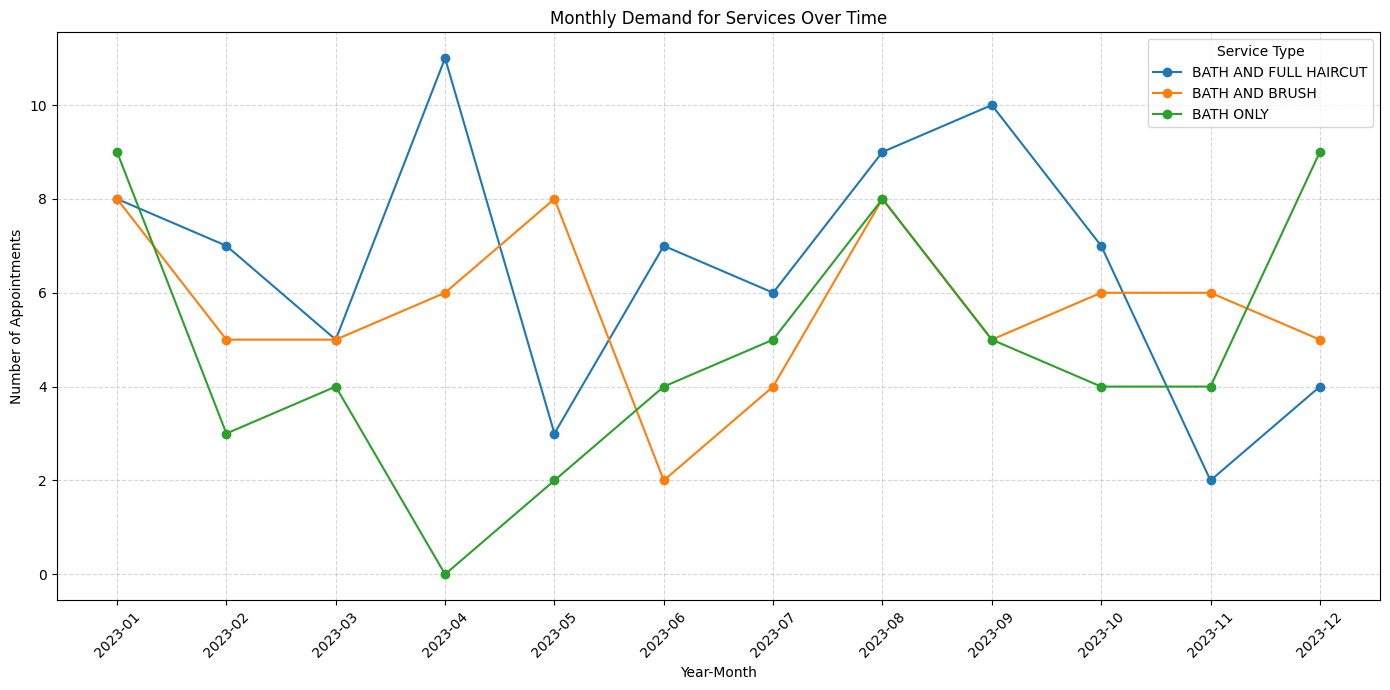 Monthly Demand for Services Over Time
Service Type
BATH AND FULL HAIRCUT
BATH AND BRUSH
BATH ONLY
Number of Appointments
10
8
6
4
2
0
2023-01
2023-02
2023-03
2023-04
2023-05
2023-06
2023-07
2023-08
2023-09
2023-10
2023-11
2023-12
Year-Month